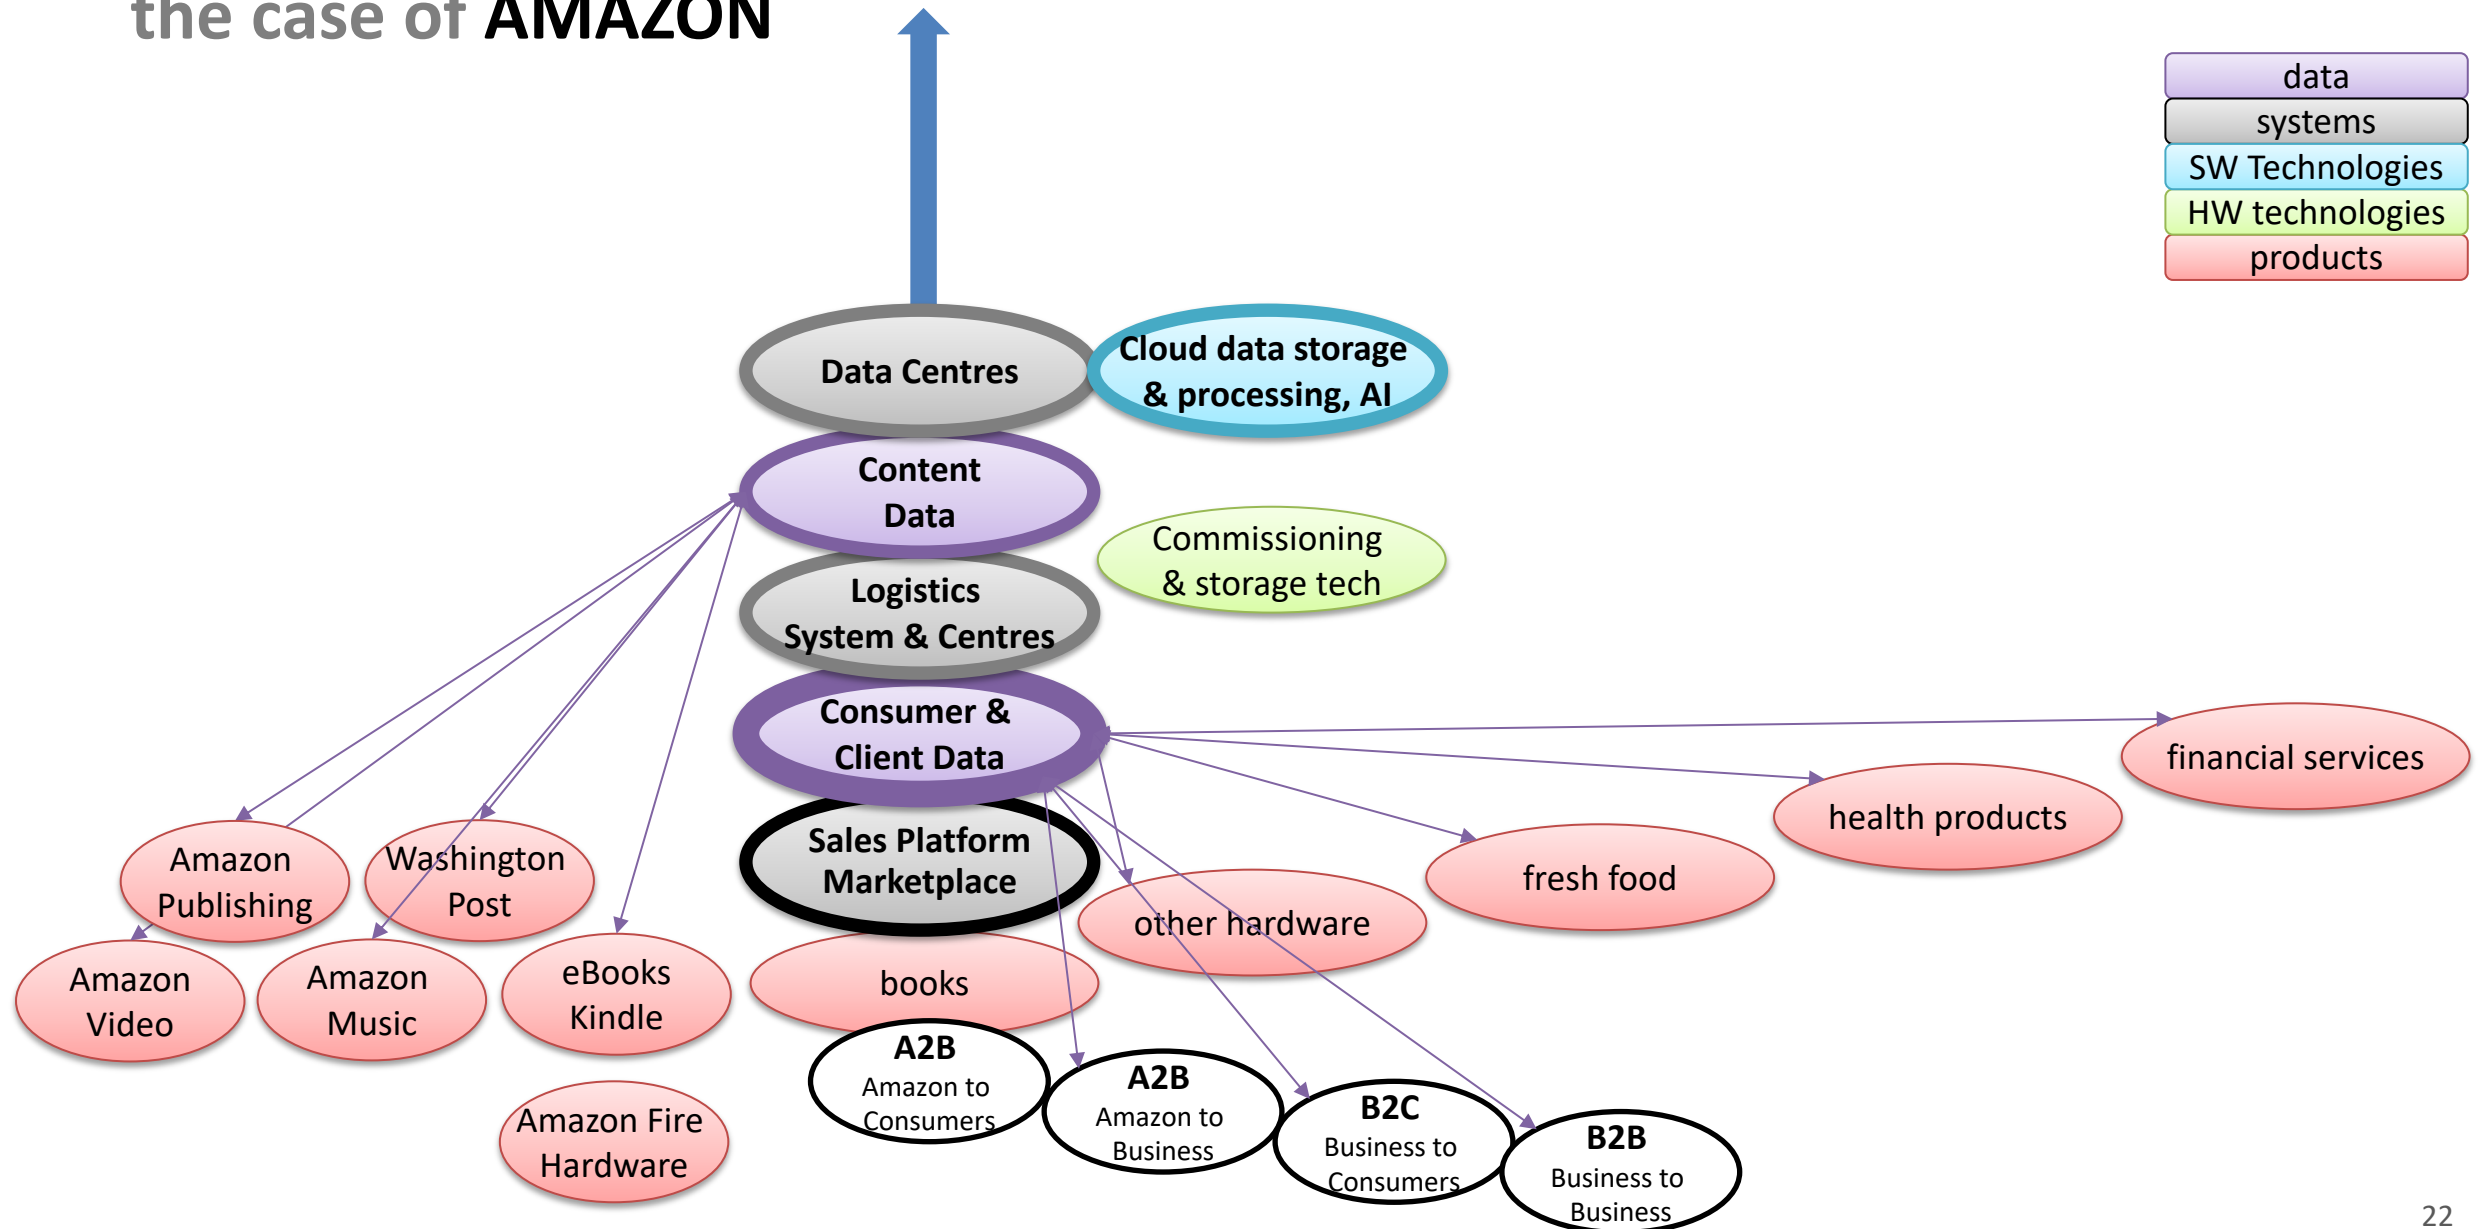 the case of AMAZON
data
systems
SW Technologies
HW technologies
products
Data Centres
Cloud data storage
& processing, AI
Content
Data
Commissioning
& storage tech
Logistics
System & Centres
Consumer &
Client Data
financial services
health products
Sales Platform
Marketplace
fresh food
other hardware
Amazon
Publishing
Washington
Post
Amazon
Video
Amazon
Music
eBooks
Kindle
books
A2B
Amazon to
Consumers
A2B
Amazon to
Business
B2C
Business to
Consumers
B2B
Business to
Business
Amazon Fire
Hardware
22